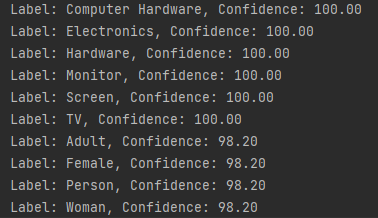 Label: Computer Hardware, Confidence: 100.00
Label: Electronics, Confidence: 100.00
Label: Hardware, Confidence: 100.00
Label: Monitor, Confidence: 100.00
Label: Screen, Confidence: 100.00
Label: TV, Confidence: 100.00
Label: Adult, Confidence: 98.20
Label: Female, Confidence: 98.20
Label: Person, Confidence: 98.20
Label: Woman, Confidence: 98.20